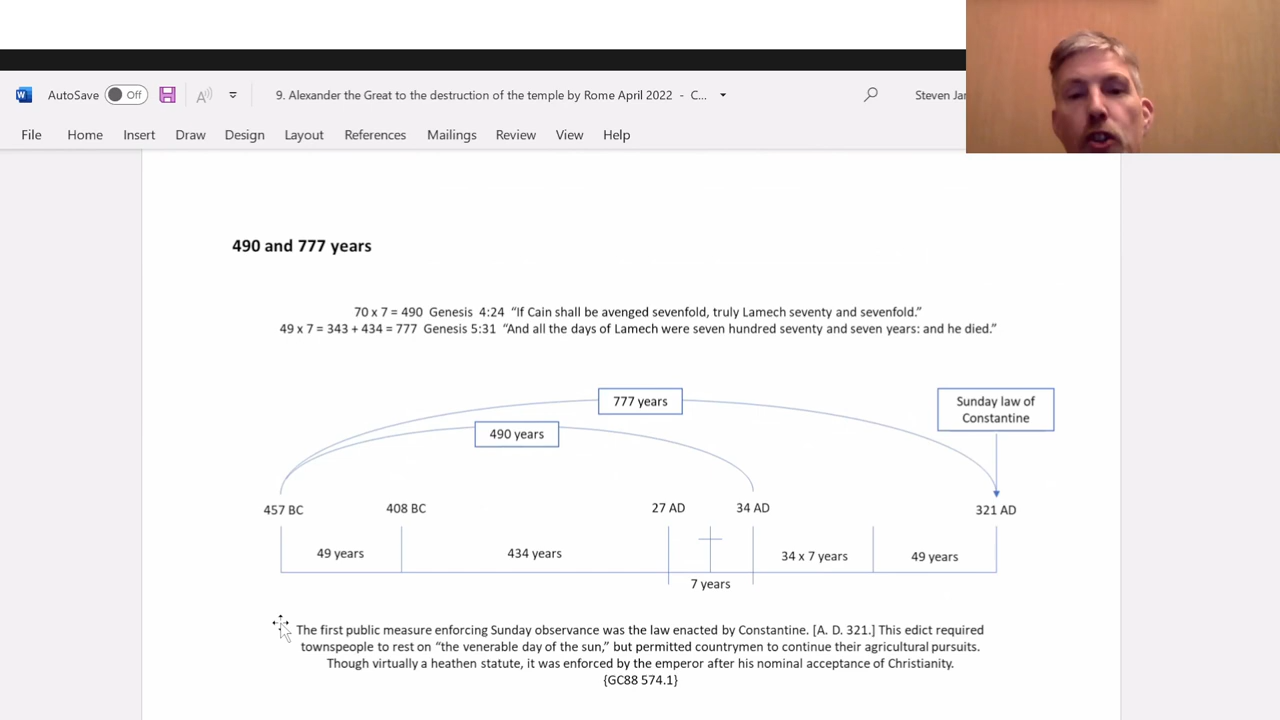 AutoSave Off 9. Alexander the Great to the destruction of the temple by Rome April 2022 - C... Steven Jar
File Home Insert Draw Design Layout References Mailings Review View Help
490 and 777 years
70 x 7 = 490 Genesis 4:24 “If Cain shall be avenged sevenfold, truly Lamech seventy and sevenfold.”
49 x 7 = 343 + 434 = 777 Genesis 5:31 “And all the days of Lamech were seven hundred seventy and seven years: and he died.”
777 years
Sunday law of
Constantine
490 years
457 BC 408 BC 27 AD 34 AD 321 AD
49 years 434 years 34 x 7 years 49 years
7 years
The first public measure enforcing Sunday observance was the law enacted by Constantine. [A. D. 321.] This edict required
townspeople to rest on “the venerable day of the sun,” but permitted countrymen to continue their agricultural pursuits.
Though virtually a heathen statute, it was enforced by the emperor after his nominal acceptance of Christianity.
{GC88 574.1}